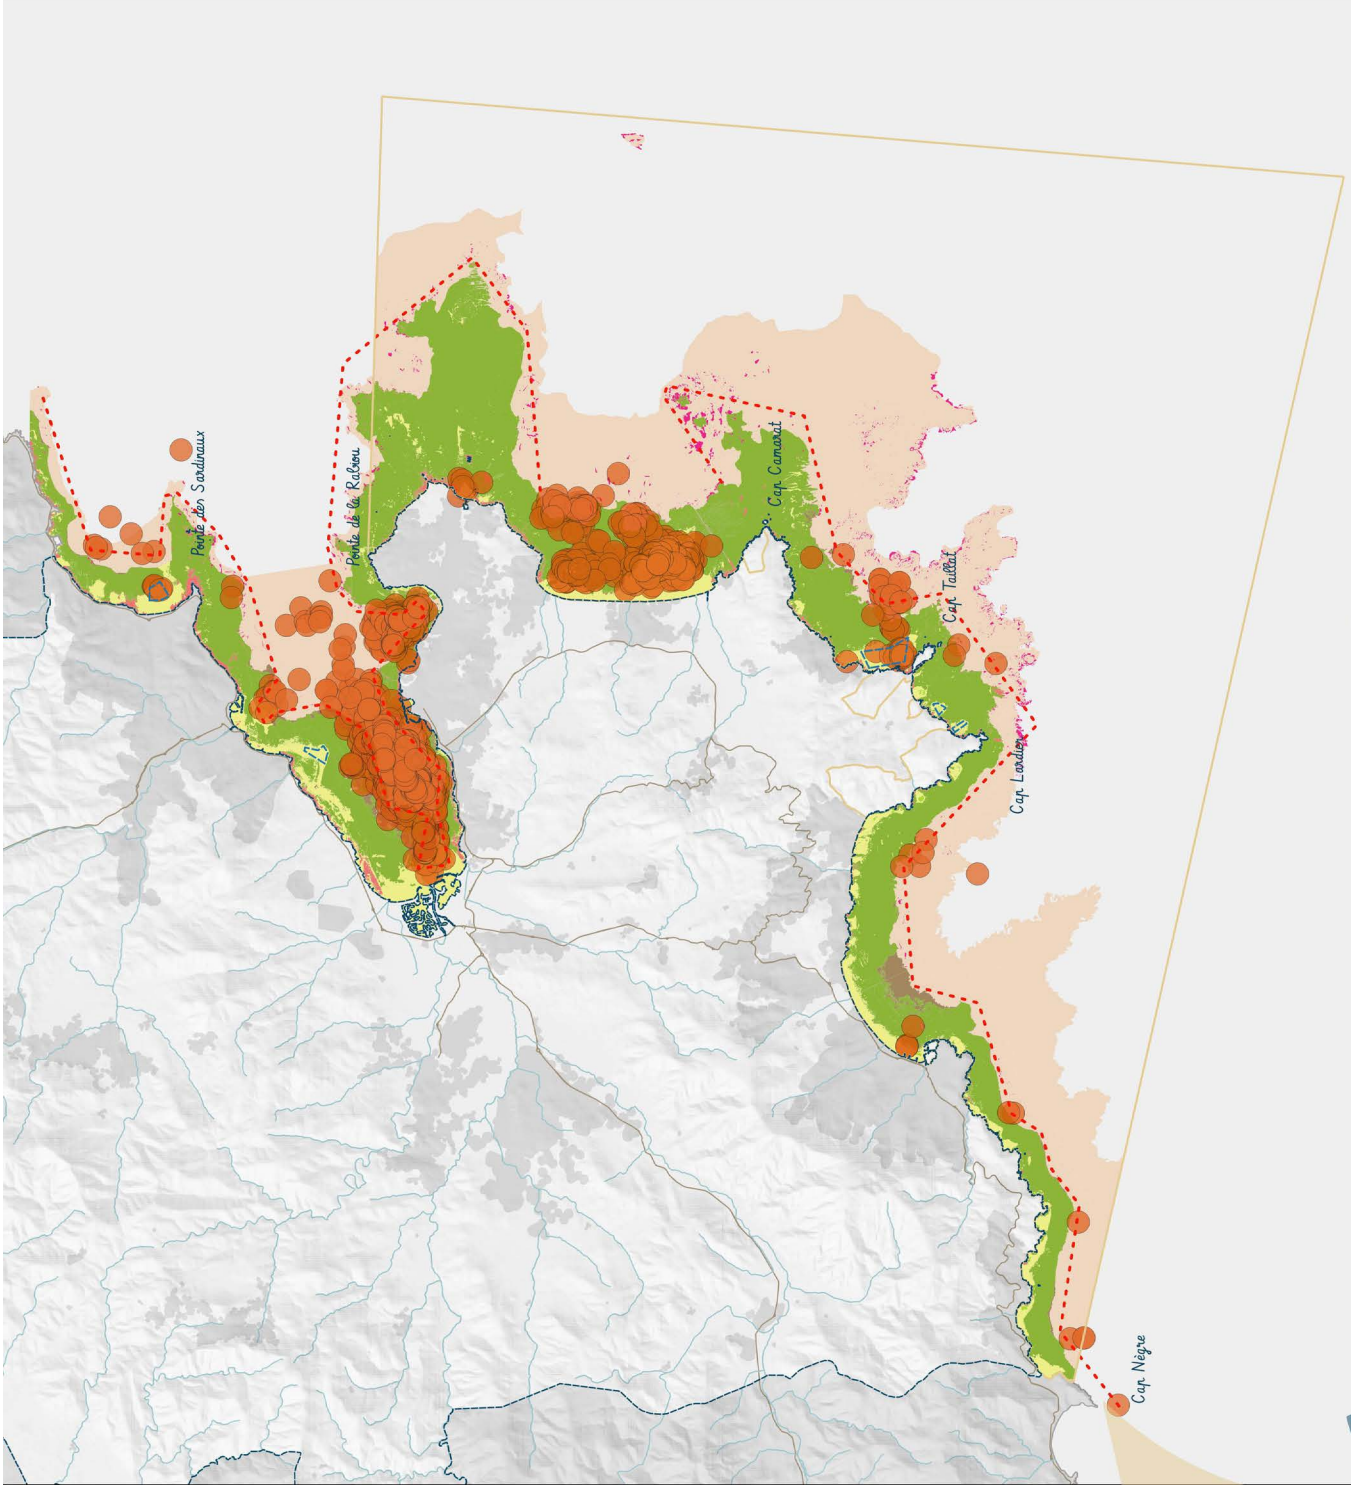 Pointe des Sardinaux
Pointe de la Rabiou
Cap Camarat
Cap Taillat
Cap Lardier
Cap Nègre